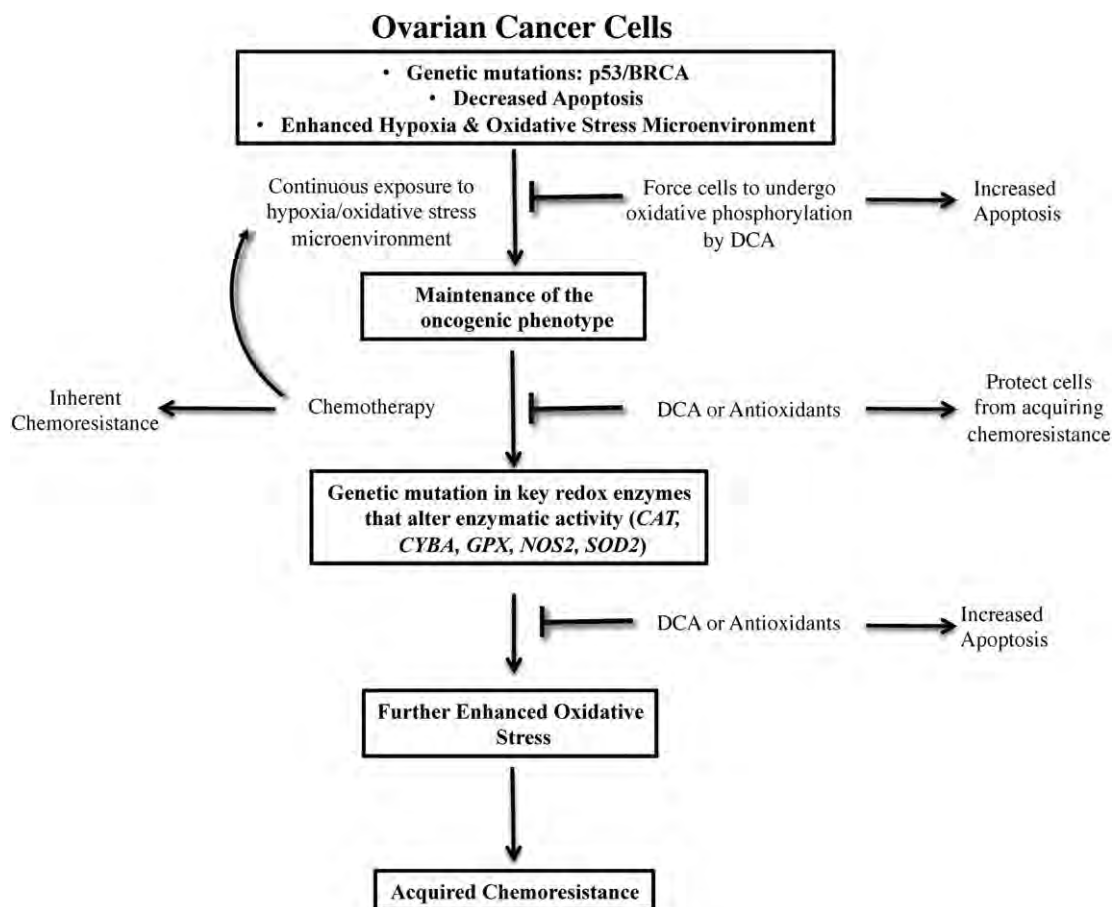 Ovarian Cancer Cells
• Genetic mutations: p53/BRCA
• Decreased Apoptosis
• Enhanced Hypoxia & Oxidative Stress Microenvironment
Continuous exposure to
hypoxia/oxidative stress
microenvironment
Force cells to undergo
oxidative phosphorylation
by DCA
Increased
Apoptosis
Maintenance of the
oncogenic phenotype
Inherent
Chemoresistance
Chemotherapy
DCA or Antioxidants
Protect cells
from acquiring
chemoresistance
Genetic mutation in key redox enzymes
that alter enzymatic activity (CAT,
CYBA, GPX, NOS2, SOD2)
DCA or Antioxidants
Increased
Apoptosis
Further Enhanced Oxidative
Stress
Acquired Chemoresistance